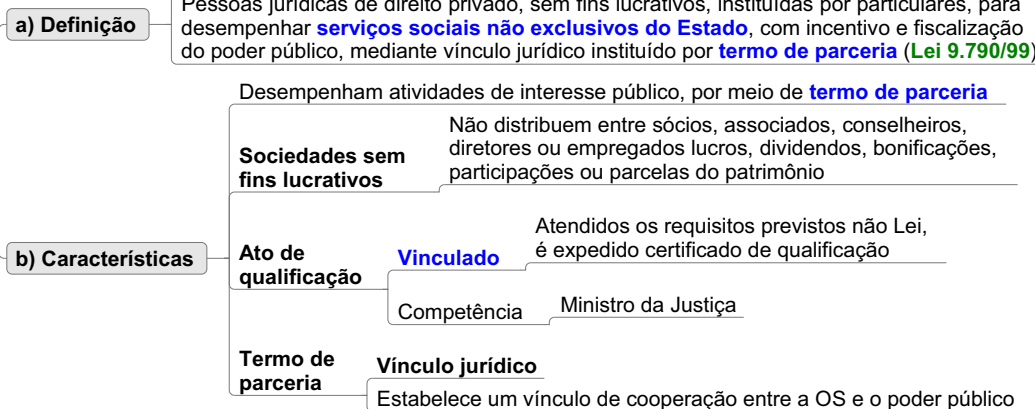 Pessoas jurídicas de direito privado, sem fins lucrativos, instituídas por particulares, para
a) Definição
desempenhar serviços sociais não exclusivos do Estado, com incentivo e fiscalização
do poder público, mediante vínculo jurídico instituído por termo de parceria (Lei 9.790/99)
Desempenham atividades de interesse público, por meio de termo de parceria
Sociedades sem
fins lucrativos
Não distribuem entre sócios, associados, conselheiros,
diretores ou empregados lucros, dividendos, bonificações,
participações ou parcelas do patrimônio
b) Características
Ato de
qualificação
Vinculado
Atendidos os requisitos previstos não Lei,
é expedido certificado de qualificação
Competência
Ministro da Justiça
Termo de
parceria
Vínculo jurídico
Estabelece um vínculo de cooperação entre a OS e o poder público